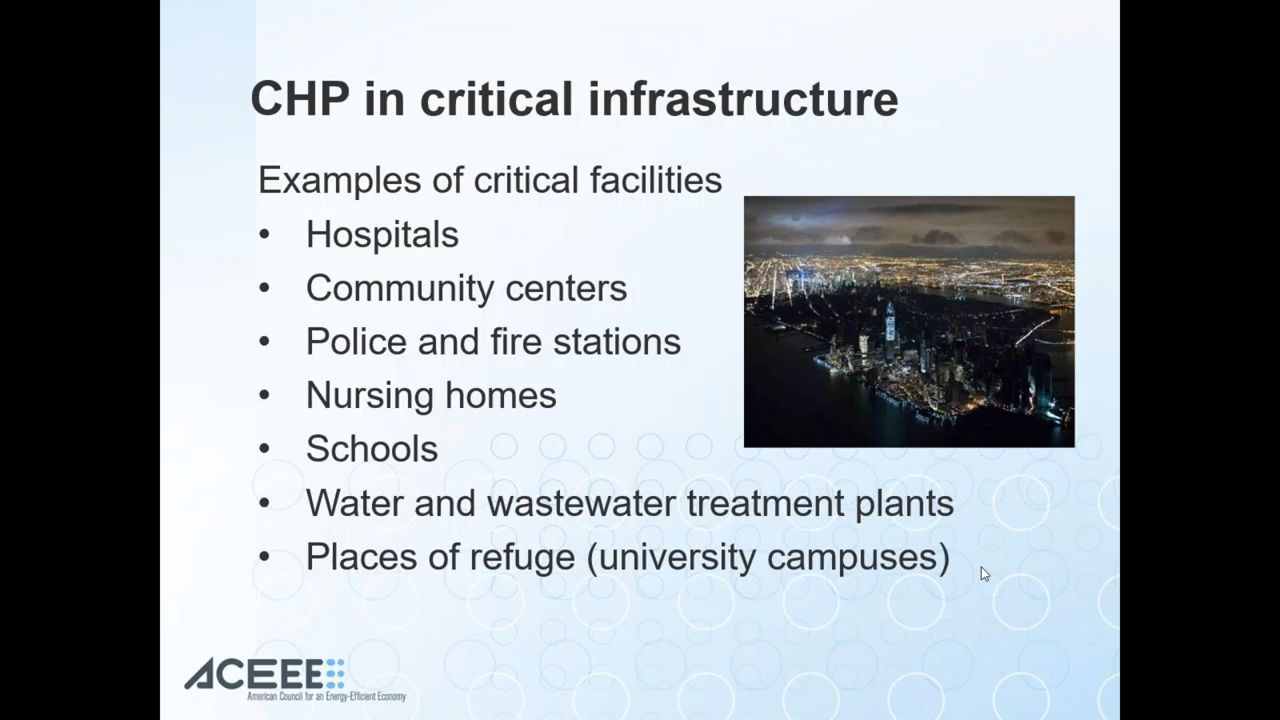 CHP in critical infrastructure
Examples of critical facilities
• Hospitals
• Community centers
• Police and fire stations
• Nursing homes
• Schools
• Water and wastewater treatment plants
• Places of refuge (university campuses)
ACEEE
American Council for an Energy-Efficient Economy